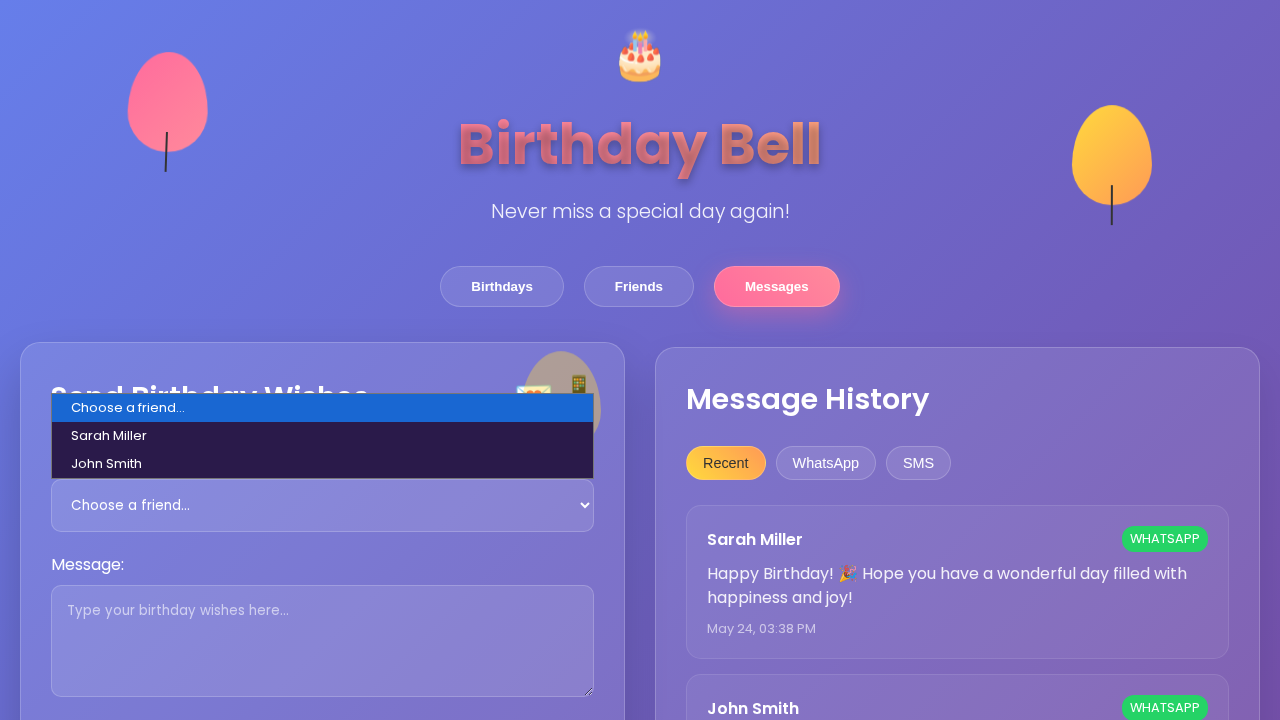 Birthday Bell
Never miss a special day again!
Birthdays
Friends
Messages
Send Birthday Wishes
Choose a friend...
Sarah Miller
John Smith
Choose a friend...
Message:
Type your birthday wishes here...
Message History
Recent
WhatsApp
SMS
Sarah Miller
WHATSAPP
Happy Birthday! 🎉 Hope you have a wonderful day filled with
happiness and joy!
May 24, 03:38 PM
John Smith
WHATSAPP